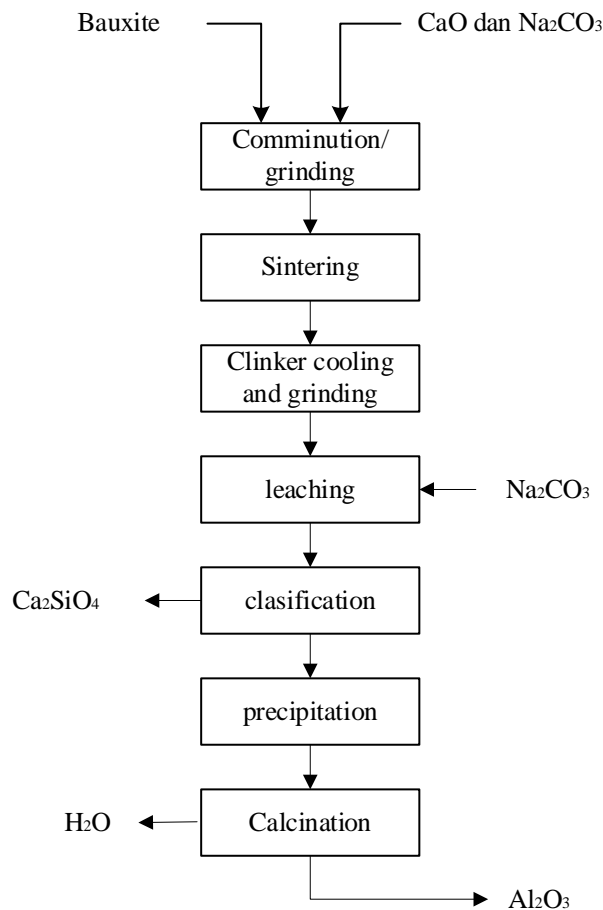 Bauxite
CaO dan Na₂CO₃
Comminution/
grinding
Sintering
Clinker cooling
and grinding
leaching
Na₂CO₃
Ca₂SiO₄
clasification
precipitation
H₂O
Calcination
Al₂O₃